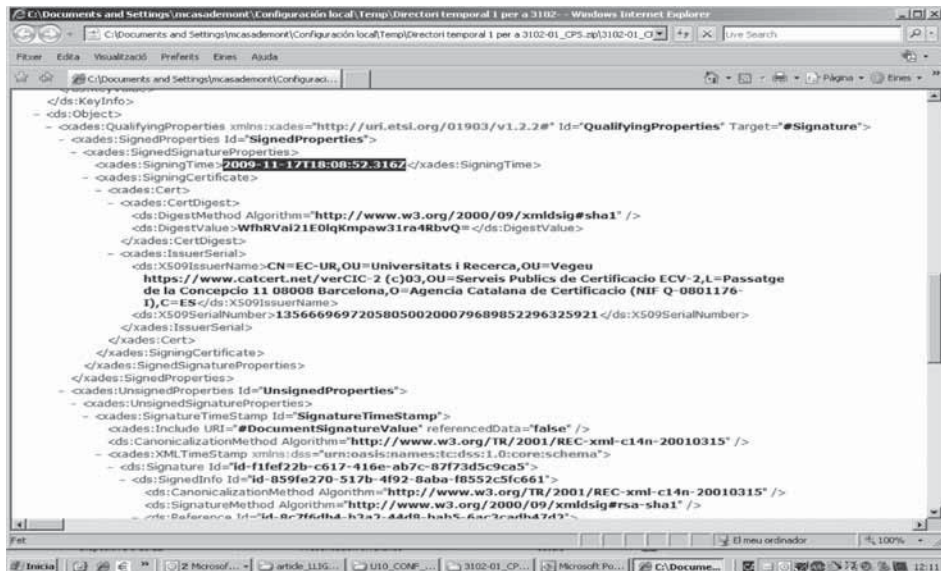 C:\Documents and Settings\mcasademont\Configuración local\Temp\Directori temporal 1 per a 3102- - Windows Internet Explorer
C:\Documents and Settings\mcasademont\Configuración local\Temp\Directori temporal 1 per a 3102-01_CPS.zip\3102-01_C
Live Search
Fitxer Edita Visualització Preferits Eines Ajuda
C:\Documents and Settings\mcasademont\Configuraci...
Pàgina Eines
</ds:KeyInfo>
- <ds:Object>
- <xades:QualifyingProperties xmlns:xades="http://uri.etsi.org/01903/v1.2.2#" Id="QualifyingProperties" Target="#Signature">
- <xades:SignedProperties Id="SignedProperties">
- <xades:SignedSignatureProperties>
<xades:SigningTime>2009-11-17T18:08:52.316Z</xades:SigningTime>
- <xades:SigningCertificate>
- <xades:Cert>
- <xades:CertDigest>
<ds:DigestMethod Algorithm="http://www.w3.org/2000/09/xmldsig#sha1" />
<ds:DigestValue>WfhRVai21E0lqKmpaw31ra4RbvQ=</ds:DigestValue>
</xades:CertDigest>
- <xades:IssuerSerial>
<ds:X509IssuerName>CN=EC-UR,OU=Universitats i Recerca,OU=Vegeu
https://www.catcert.net/verCIC-2 (c)03,OU=Serveis Publics de Certificacio ECV-2,L=Passatge
de la Concepcio 11 08008 Barcelona,O=Agencia Catalana de Certificacio (NIF Q-0801176-
I),C=ES</ds:X509IssuerName>
<ds:X509SerialNumber>135666969720580500200079689852296325921</ds:X509SerialNumber>
</xades:IssuerSerial>
</xades:Cert>
</xades:SigningCertificate>
</xades:SignedSignatureProperties>
</xades:SignedProperties>
- <xades:UnsignedProperties Id="UnsignedProperties">
- <xades:UnsignedSignatureProperties>
- <xades:SignatureTimeStamp Id="SignatureTimeStamp">
<xades:Include URI="#DocumentSignatureValue" referencedData="false" />
<ds:CanonicalizationMethod Algorithm="http://www.w3.org/TR/2001/REC-xml-c14n-20010315" />
- <xades:XMLTimeStamp xmlns:dss="urn:oasis:names:tc:dss:1.0:core:schema">
- <ds:Signature Id="id-f1fef22b-c617-416e-ab7c-87f73d5c9ca5">
- <ds:SignedInfo Id="id-859fe270-517b-4f92-8aba-f8552c5fc661">
<ds:CanonicalizationMethod Algorithm="http://www.w3.org/TR/2001/REC-xml-c14n-20010315" />
<ds:SignatureMethod Algorithm="http://www.w3.org/2000/09/xmldsig#rsa-sha1" />
Fet
El meu ordinador
100%
Inicia
2 Microsof...
article_LLIG...
U10_CONF_...
3102-01_CP...
Microsoft Po...
C:\Docume...
12:11